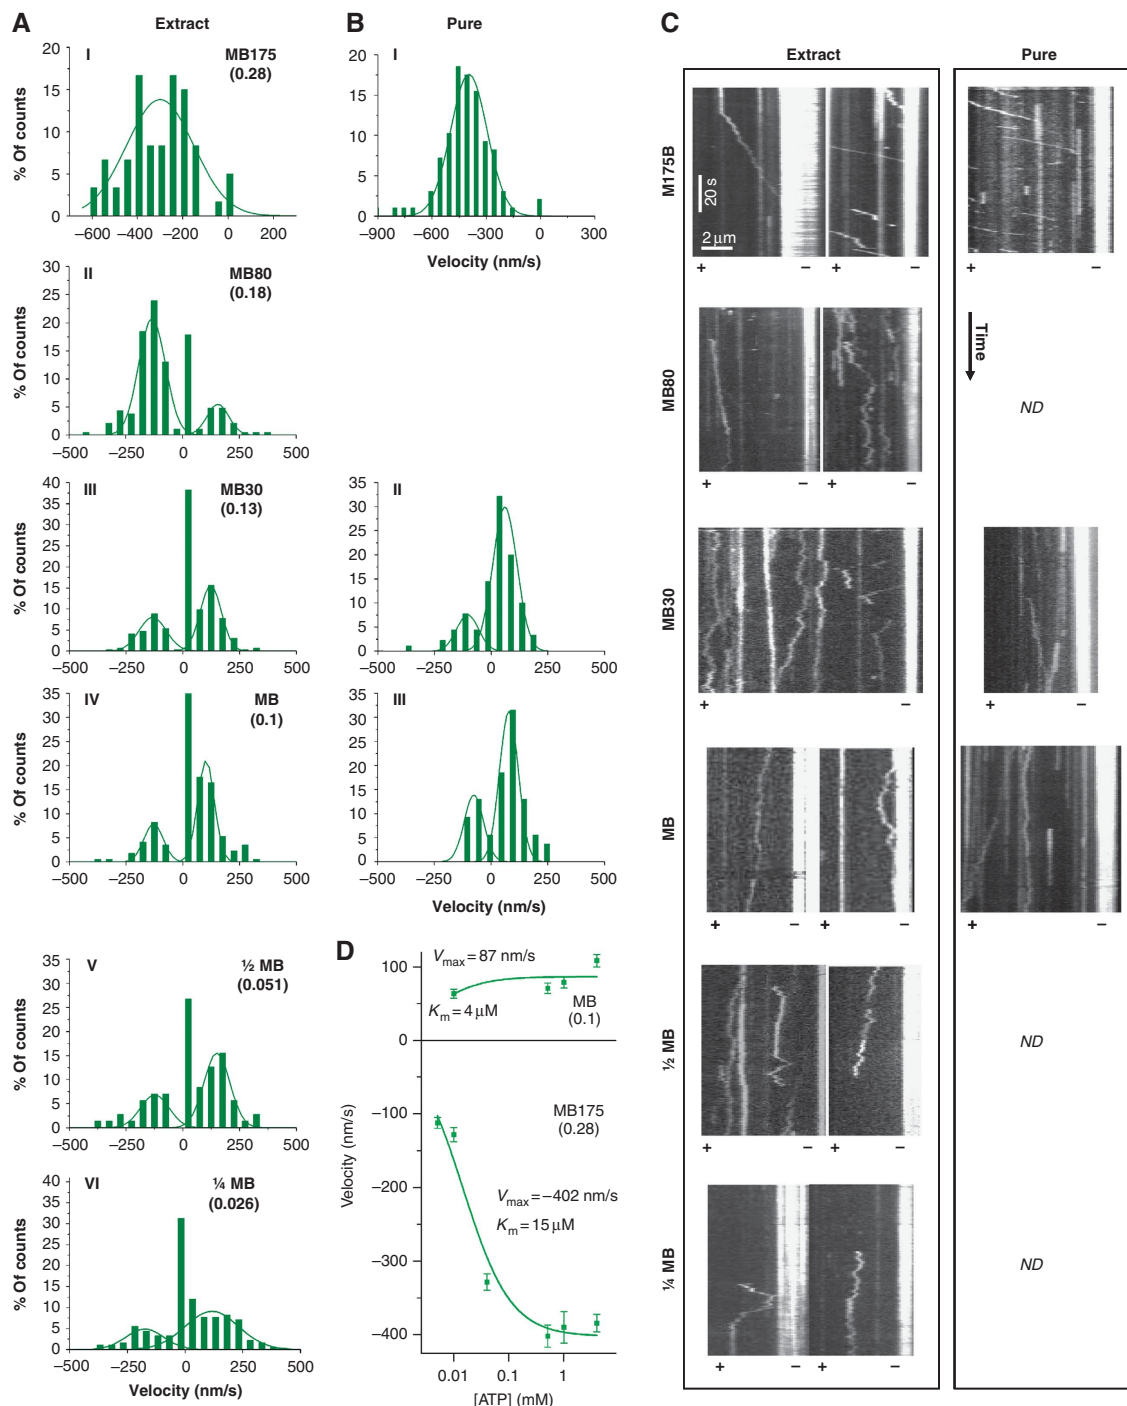 A Extract B Pure C
Extract Pure
I MB175
(0.28)
20
15
10
5
0
% Of counts
−600 −400 −200 0 200
I
20
15
10
5
0
−900 −600 −300 0 300
Velocity (nm/s)
II MB80
(0.18)
30
25
20
15
10
5
0
% Of counts
−500 −250 0 250 500
III MB30
(0.13)
40
35
30
25
20
15
10
5
0
% Of counts
−500 −250 0 250 500
II
35
30
25
20
15
10
5
0
−500 −250 0 250 500
IV MB
(0.1)
35
30
25
20
15
10
5
0
% Of counts
−500 −250 0 250 500
III
35
30
25
20
15
10
5
0
−500 −250 0 250 500
Velocity (nm/s)
V ½ MB
(0.051)
35
30
25
20
15
10
5
0
% Of counts
−500 −250 0 250 500
VI ¼ MB
(0.026)
40
35
30
25
20
15
10
5
0
% Of counts
−500 −250 0 250 500
Velocity (nm/s)
D
Vmax = 87 nm/s
Km = 4 µM
MB
(0.1)
MB175
(0.28)
Vmax = −402 nm/s
Km = 15 µM
100
0
−100
−200
−300
−400
Velocity (nm/s)
0.01 0.1 1
[ATP] (mM)
M175B
20 s
2 µm
+ − + −
+ −
MB80
+ − + −
Time
ND
MB30
+ −
+ −
MB
+ − + −
+ −
½ MB
+ − + −
ND
¼ MB
+ − + −
ND